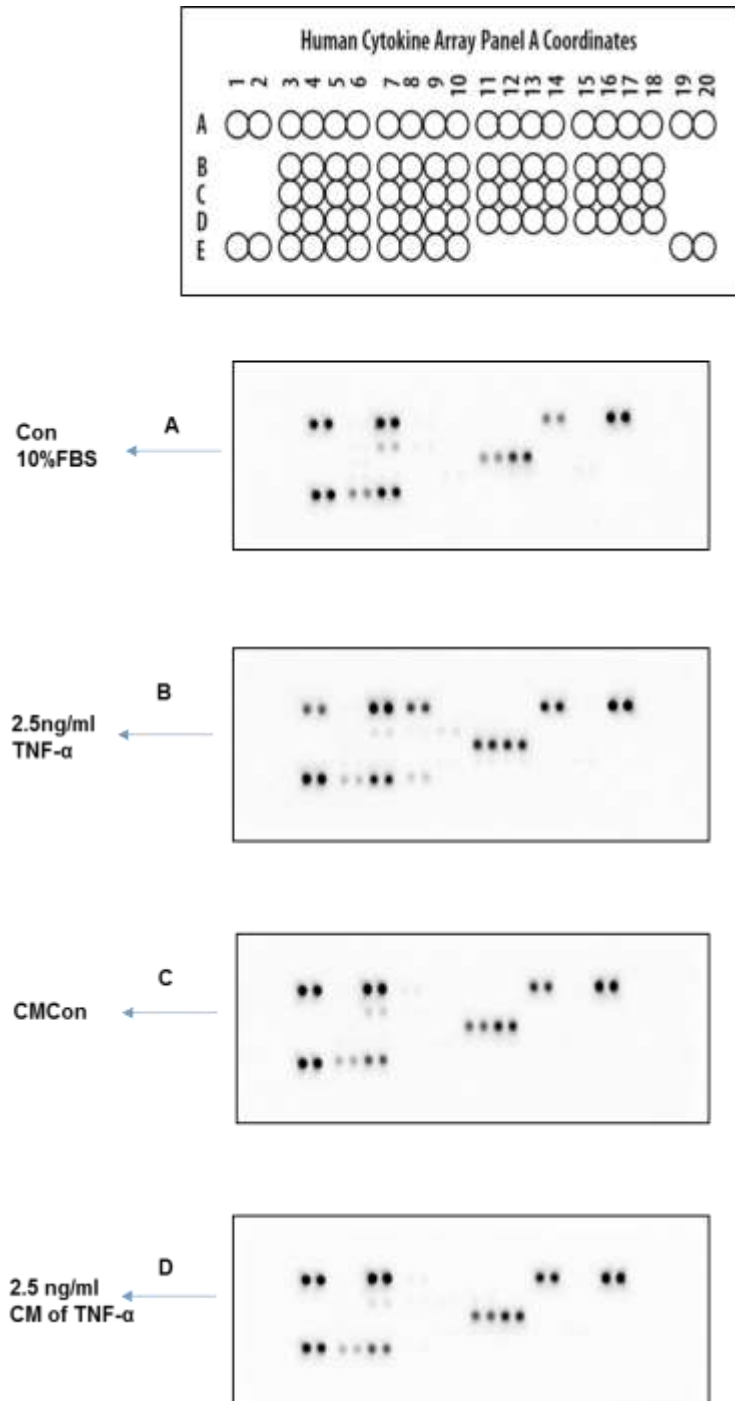 Human Cytokine Array Panel A Coordinates
1 2 3 4 5 6 7 8 9 10 11 12 13 14 15 16 17 18 19 20
A
B
C
D
E
A
Con
10%FBS
B
2.5ng/ml
TNF-α
C
CMCon
D
2.5 ng/ml
CM of TNF-α